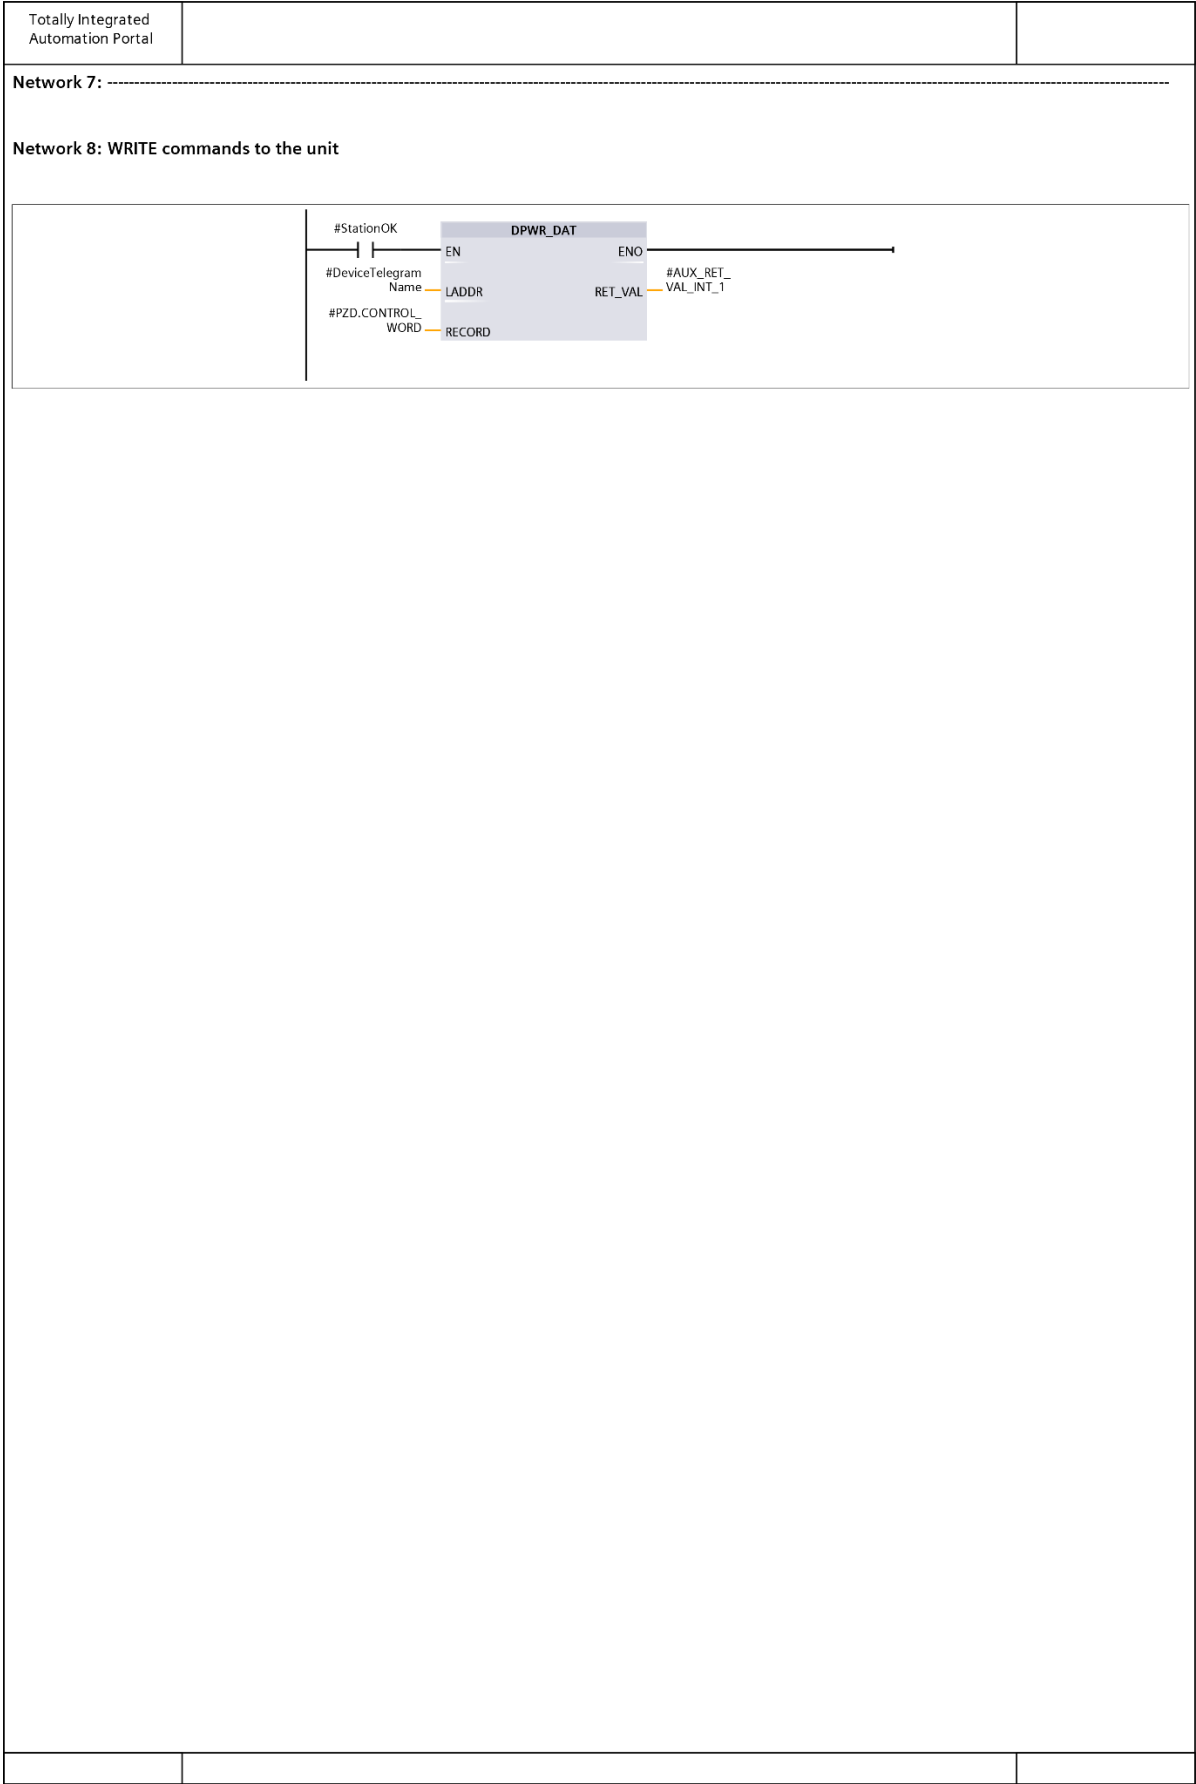 Totally Integrated
Automation Portal
Network 7: --------------------------------------------------------------------------------------------------------------------------------------------------------------------------------------------------------
Network 8: WRITE commands to the unit
#StationOK
DPWR_DAT
EN
ENO
#DeviceTelegram
Name
LADDR
RET_VAL
#AUX_RET_
VAL_INT_1
#PZD.CONTROL_
WORD
RECORD